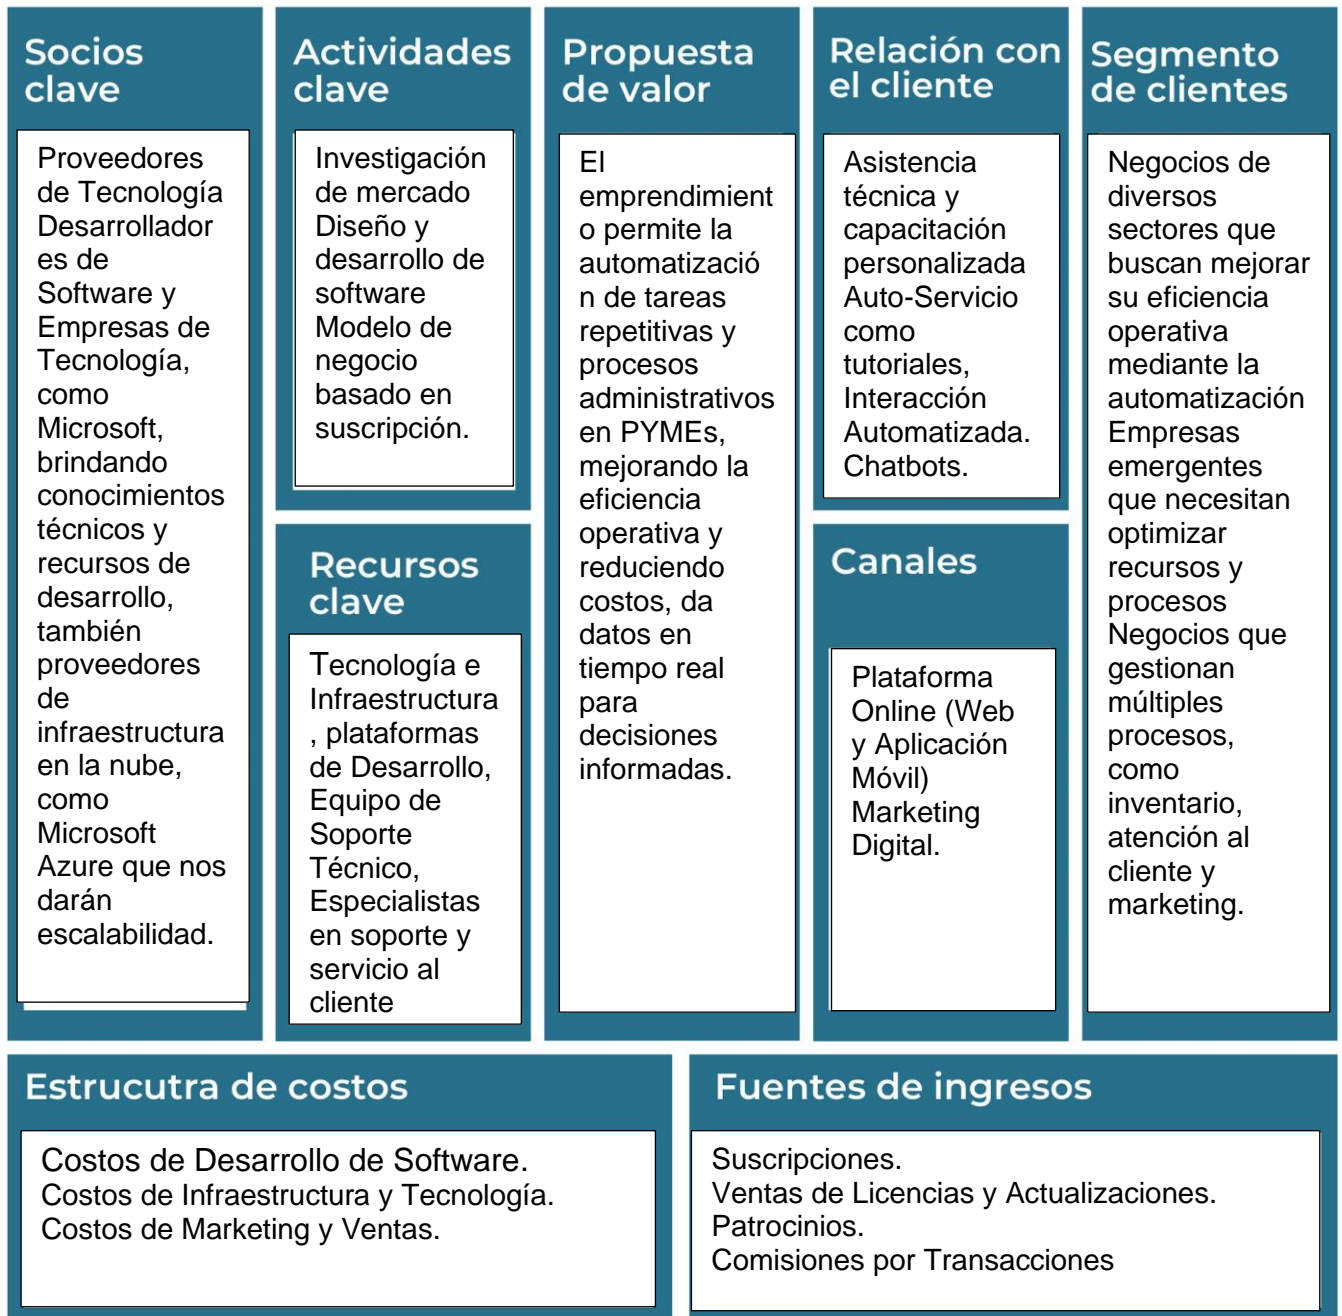 Socios
clave
Proveedores
de Tecnología
Desarrollador
es de
Software y
Empresas de
Tecnología,
como
Microsoft,
brindando
conocimientos
técnicos y
recursos de
desarrollo,
también
proveedores
de
infraestructura
en la nube,
como
Microsoft
Azure que nos
darán
escalabilidad.
Actividades
clave
Investigación
de mercado
Diseño y
desarrollo de
software
Modelo de
negocio
basado en
suscripción.
Recursos
clave
Tecnología e
Infraestructura
, plataformas
de Desarrollo,
Equipo de
Soporte
Técnico,
Especialistas
en soporte y
servicio al
cliente
Propuesta
de valor
El
emprendimient
o permite la
automatizació
n de tareas
repetitivas y
procesos
administrativos
en PYMEs,
mejorando la
eficiencia
operativa y
reduciendo
costos, da
datos en
tiempo real
para
decisiones
informadas.
Relación con
el cliente
Asistencia
técnica y
capacitación
personalizada
Auto-Servicio
como
tutoriales,
Interacción
Automatizada.
Chatbots.
Canales
Plataforma
Online (Web
y Aplicación
Móvil)
Marketing
Digital.
Segmento
de clientes
Negocios de
diversos
sectores que
buscan mejorar
su eficiencia
operativa
mediante la
automatización
Empresas
emergentes
que necesitan
optimizar
recursos y
procesos
Negocios que
gestionan
múltiples
procesos,
como
inventario,
atención al
cliente y
marketing.
Estrucutra de costos
Costos de Desarrollo de Software.
Costos de Infraestructura y Tecnología.
Costos de Marketing y Ventas.
Fuentes de ingresos
Suscripciones.
Ventas de Licencias y Actualizaciones.
Patrocinios.
Comisiones por Transacciones